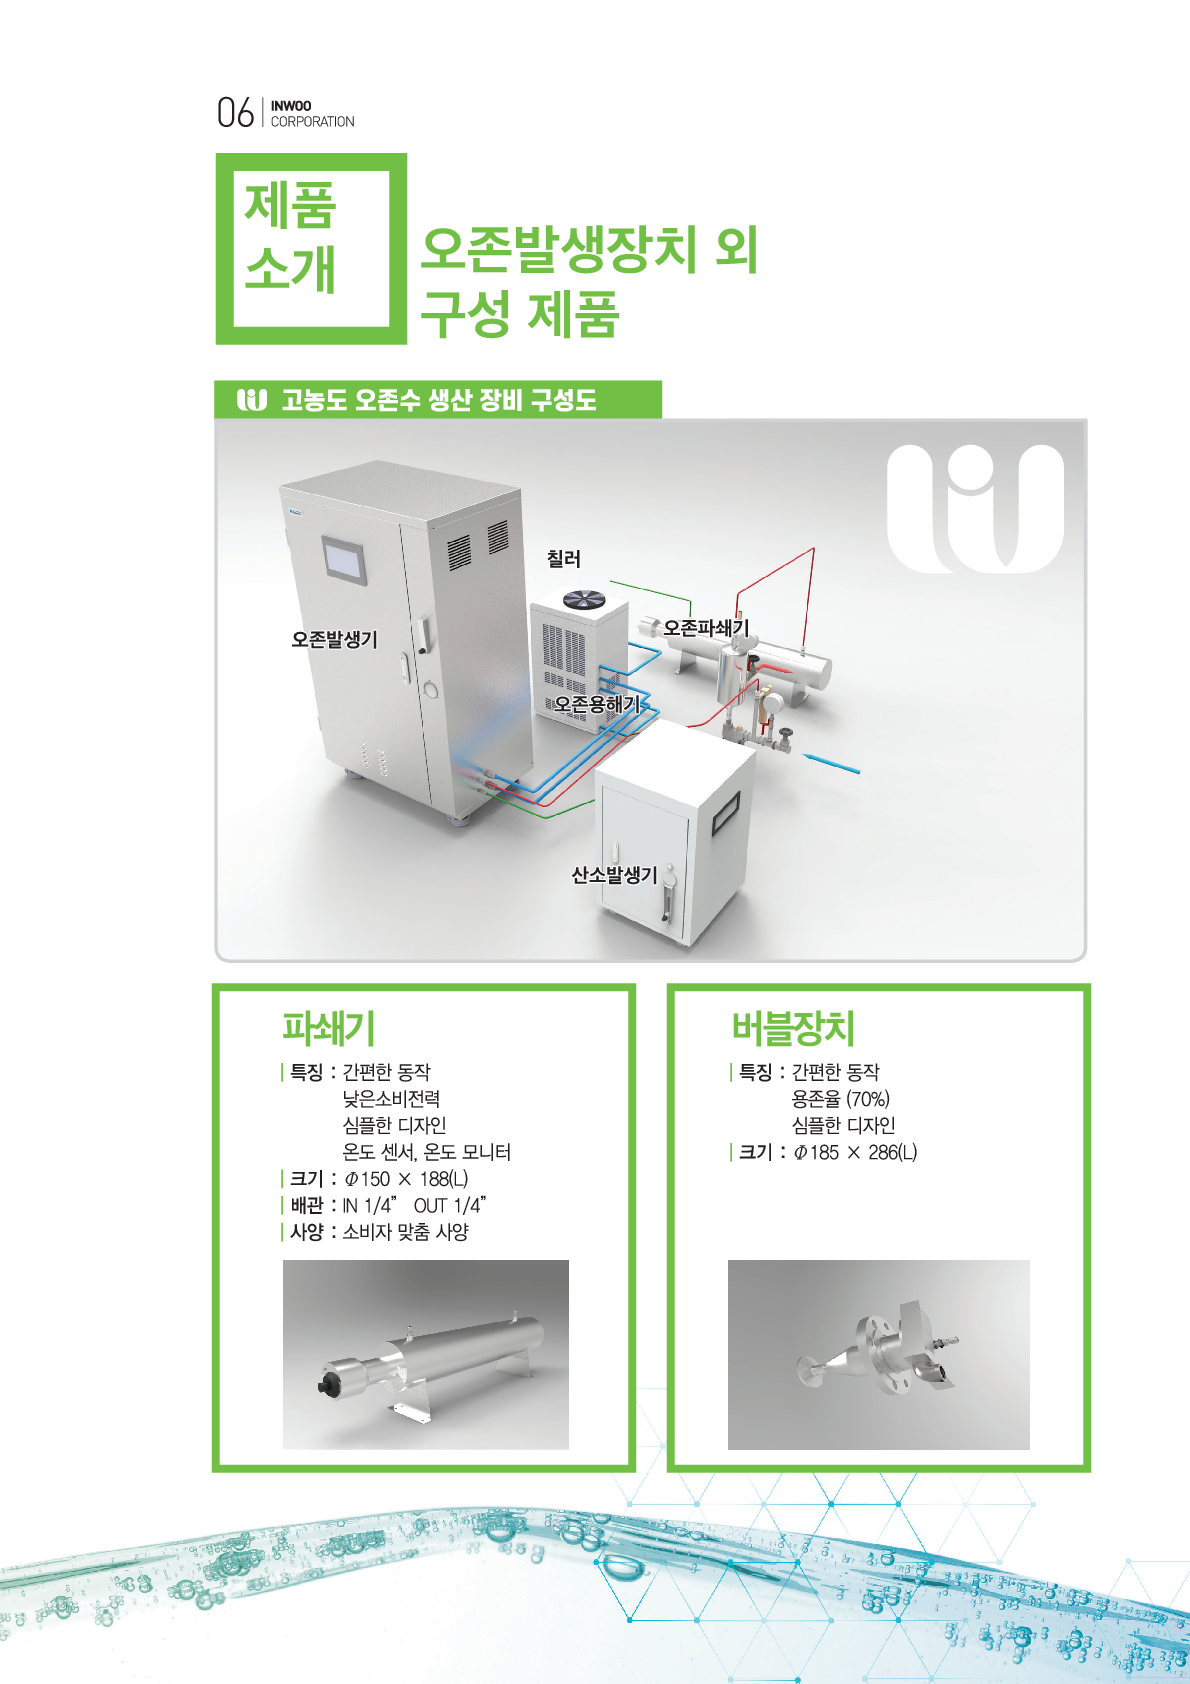 06
INWOO
CORPORATION
제품
소개
오존발생장치 외
구성 제품
고농도 오존수 생산 장비 구성도
칠러
오존발생기
오존파쇄기
오존용해기
산소발생기
파쇄기
특징 : 간편한 동작
낮은소비전력
심플한 디자인
온도 센서, 온도 모니터
크기 : Φ150 × 188(L)
배관 : IN 1/4” OUT 1/4”
사양 : 소비자 맞춤 사양
버블장치
특징 : 간편한 동작
용존율 (70%)
심플한 디자인
크기 : Φ185 × 286(L)